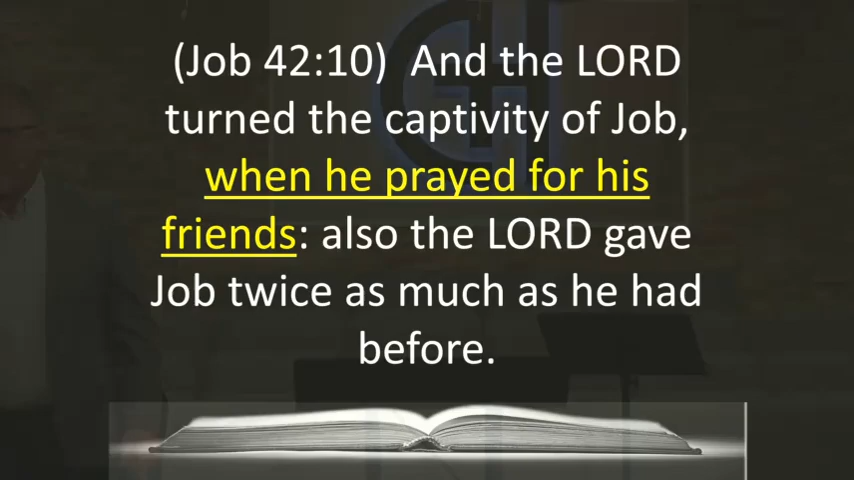 (Job 42:10)  And the LORD
turned the captivity of Job,
when he prayed for his
friends: also the LORD gave
Job twice as much as he had
before.